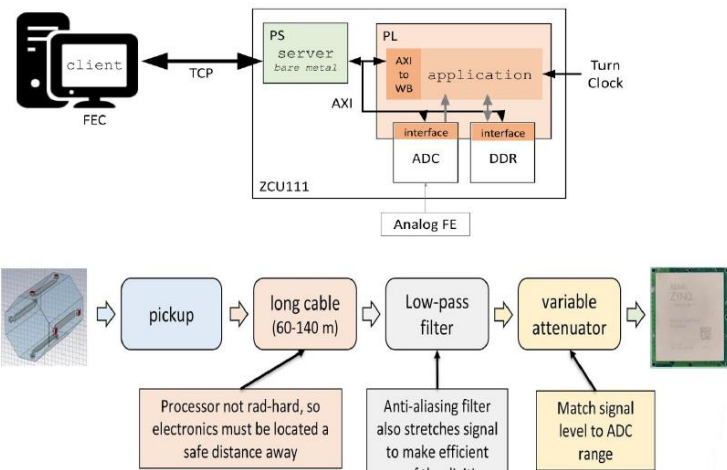 PS
server
bare metal
PL
AXI
to
WB
application
client
TCP
FEC
AXI
Turn
Clock
interface
interface
ADC
DDR
ZCU111
Analog FE
pickup
long cable
(60-140 m)
Low-pass
filter
variable
attenuator
ZYNQ
Processor not rad-hard, so
electronics must be located a
safe distance away
Anti-aliasing filter
also stretches signal
to make efficient
Match signal
level to ADC
range